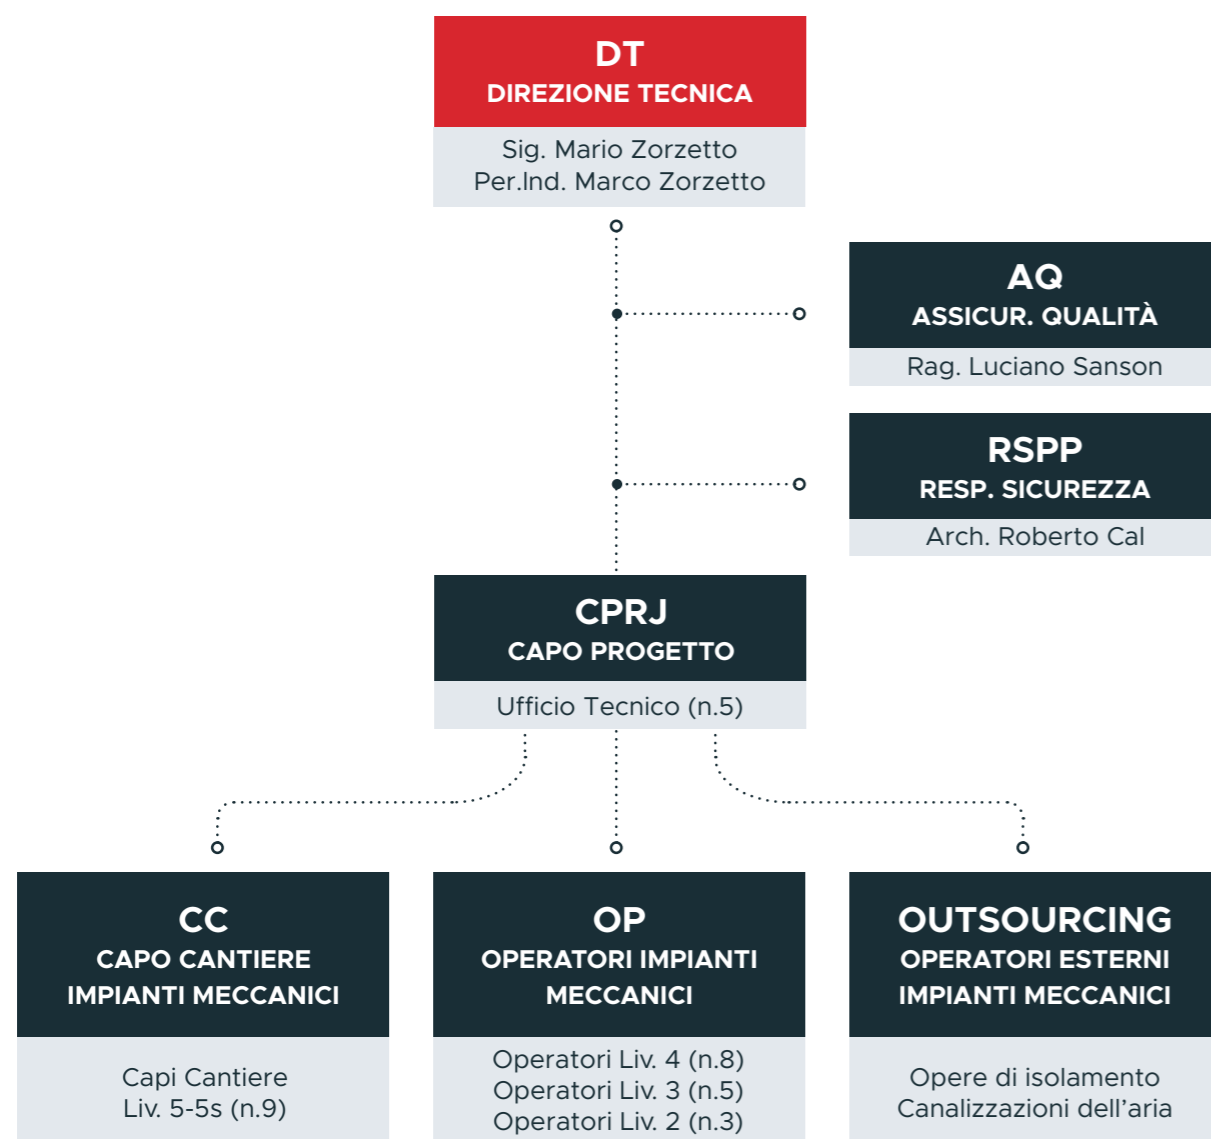 DT
DIREZIONE TECNICA
Sig. Mario Zorzetto
Per.Ind. Marco Zorzetto
AQ
ASSICUR. QUALITÀ
Rag. Luciano Sanson
RSPP
RESP. SICUREZZA
Arch. Roberto Cal
CPRJ
CAPO PROGETTO
Ufficio Tecnico (n.5)
CC
CAPO CANTIERE
IMPIANTI MECCANICI
Capi Cantiere
Liv. 5-5s (n.9)
OP
OPERATORI IMPIANTI
MECCANICI
Operatori Liv. 4 (n.8)
Operatori Liv. 3 (n.5)
Operatori Liv. 2 (n.3)
OUTSOURCING
OPERATORI ESTERNI
IMPIANTI MECCANICI
Opere di isolamento
Canalizzazioni dell'aria